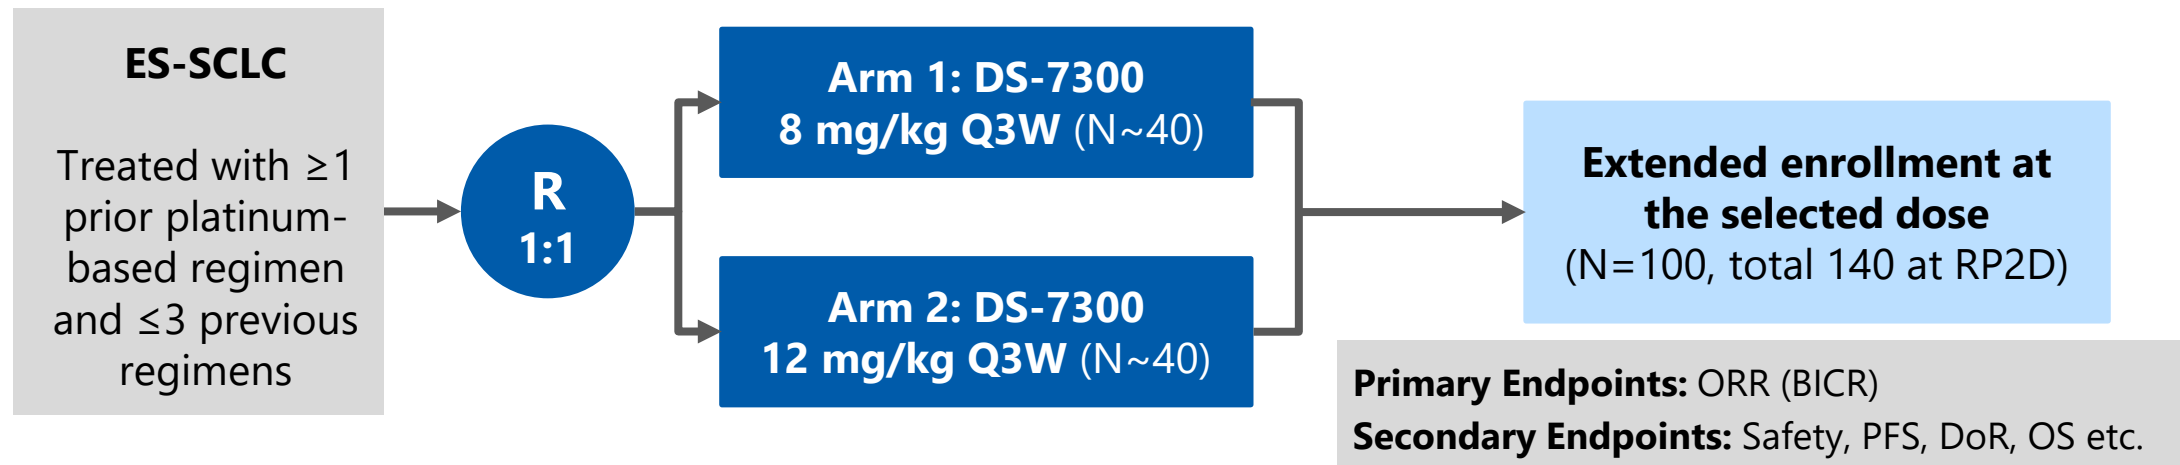 ES-SCLC
Treated with ≥1
prior platinum-
based regimen
and ≤3 previous
regimens
R
1:1
Arm 1: DS-7300
8 mg/kg Q3W (N~40)
Arm 2: DS-7300
12 mg/kg Q3W (N~40)
Extended enrollment at
the selected dose
(N=100, total 140 at RP2D)
Primary Endpoints: ORR (BICR)
Secondary Endpoints: Safety, PFS, DoR, OS etc.